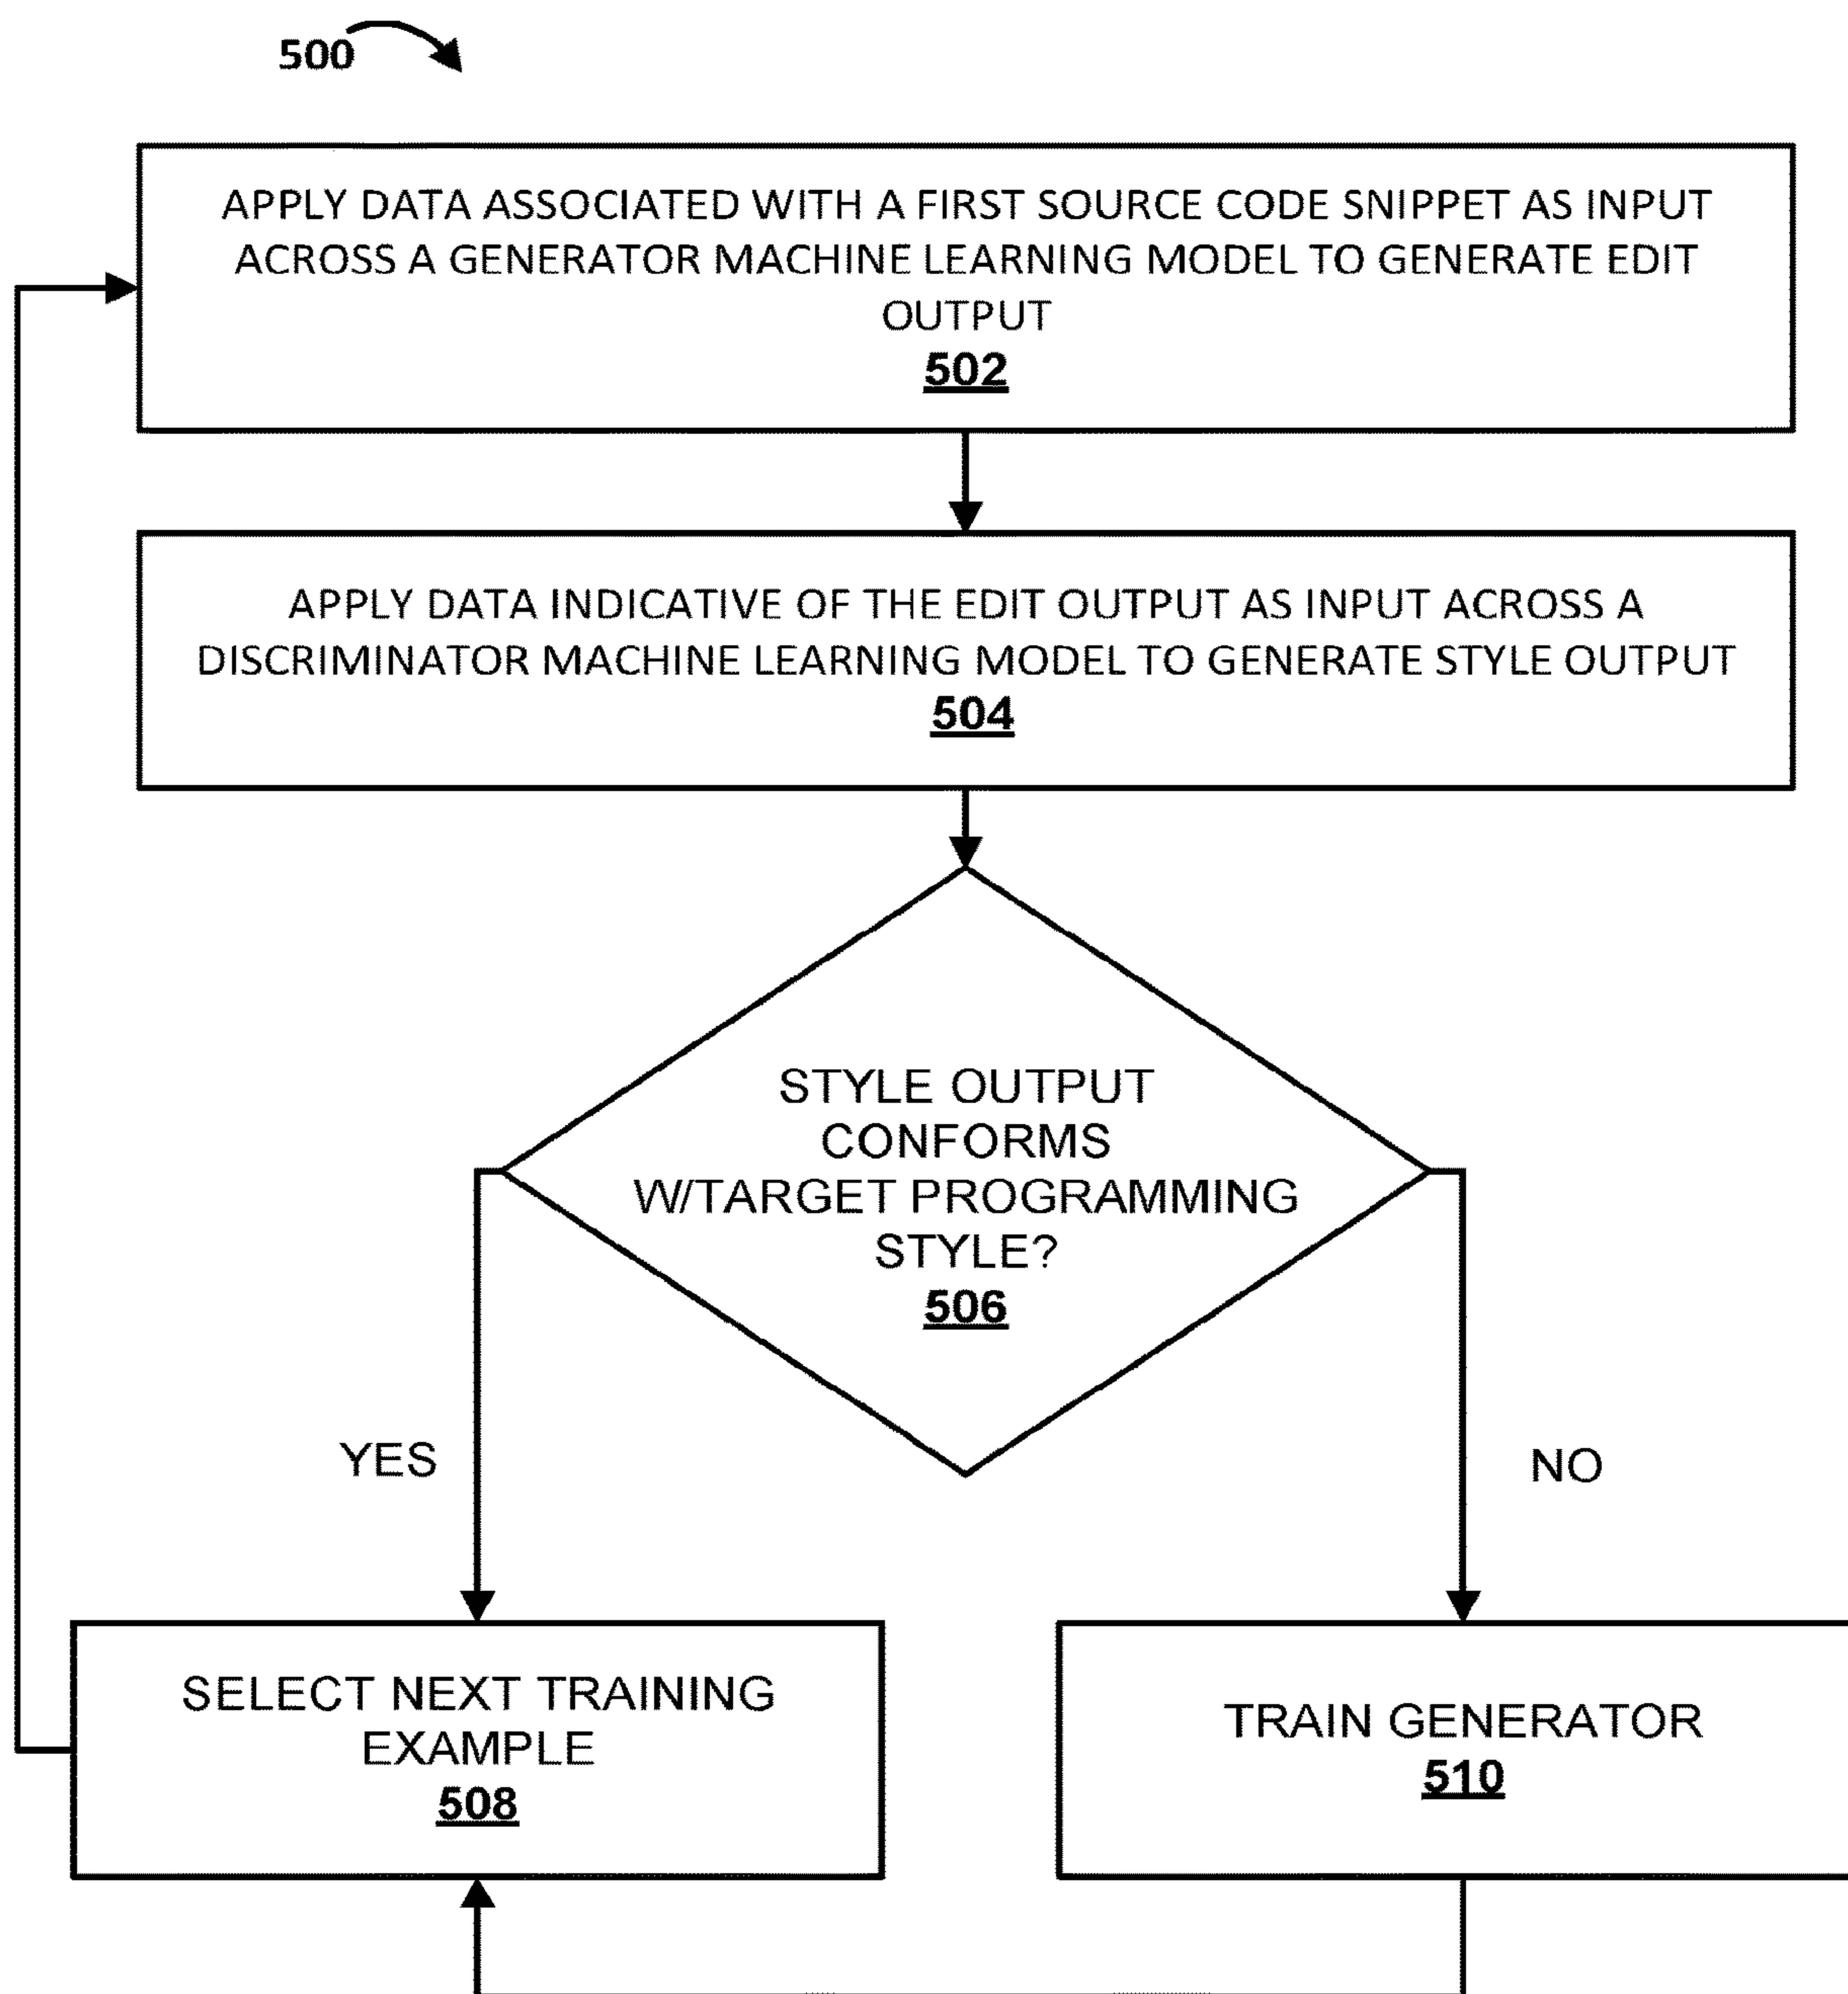 500
APPLY DATA ASSOCIATED WITH A FIRST SOURCE CODE SNIPPET AS INPUT
ACROSS A GENERATOR MACHINE LEARNING MODEL TO GENERATE EDIT
OUTPUT
502
APPLY DATA INDICATIVE OF THE EDIT OUTPUT AS INPUT ACROSS A
DISCRIMINATOR MACHINE LEARNING MODEL TO GENERATE STYLE OUTPUT
504
STYLE OUTPUT
CONFORMS
W/TARGET PROGRAMMING
STYLE?
506
YES
NO
SELECT NEXT TRAINING
EXAMPLE
508
TRAIN GENERATOR
510